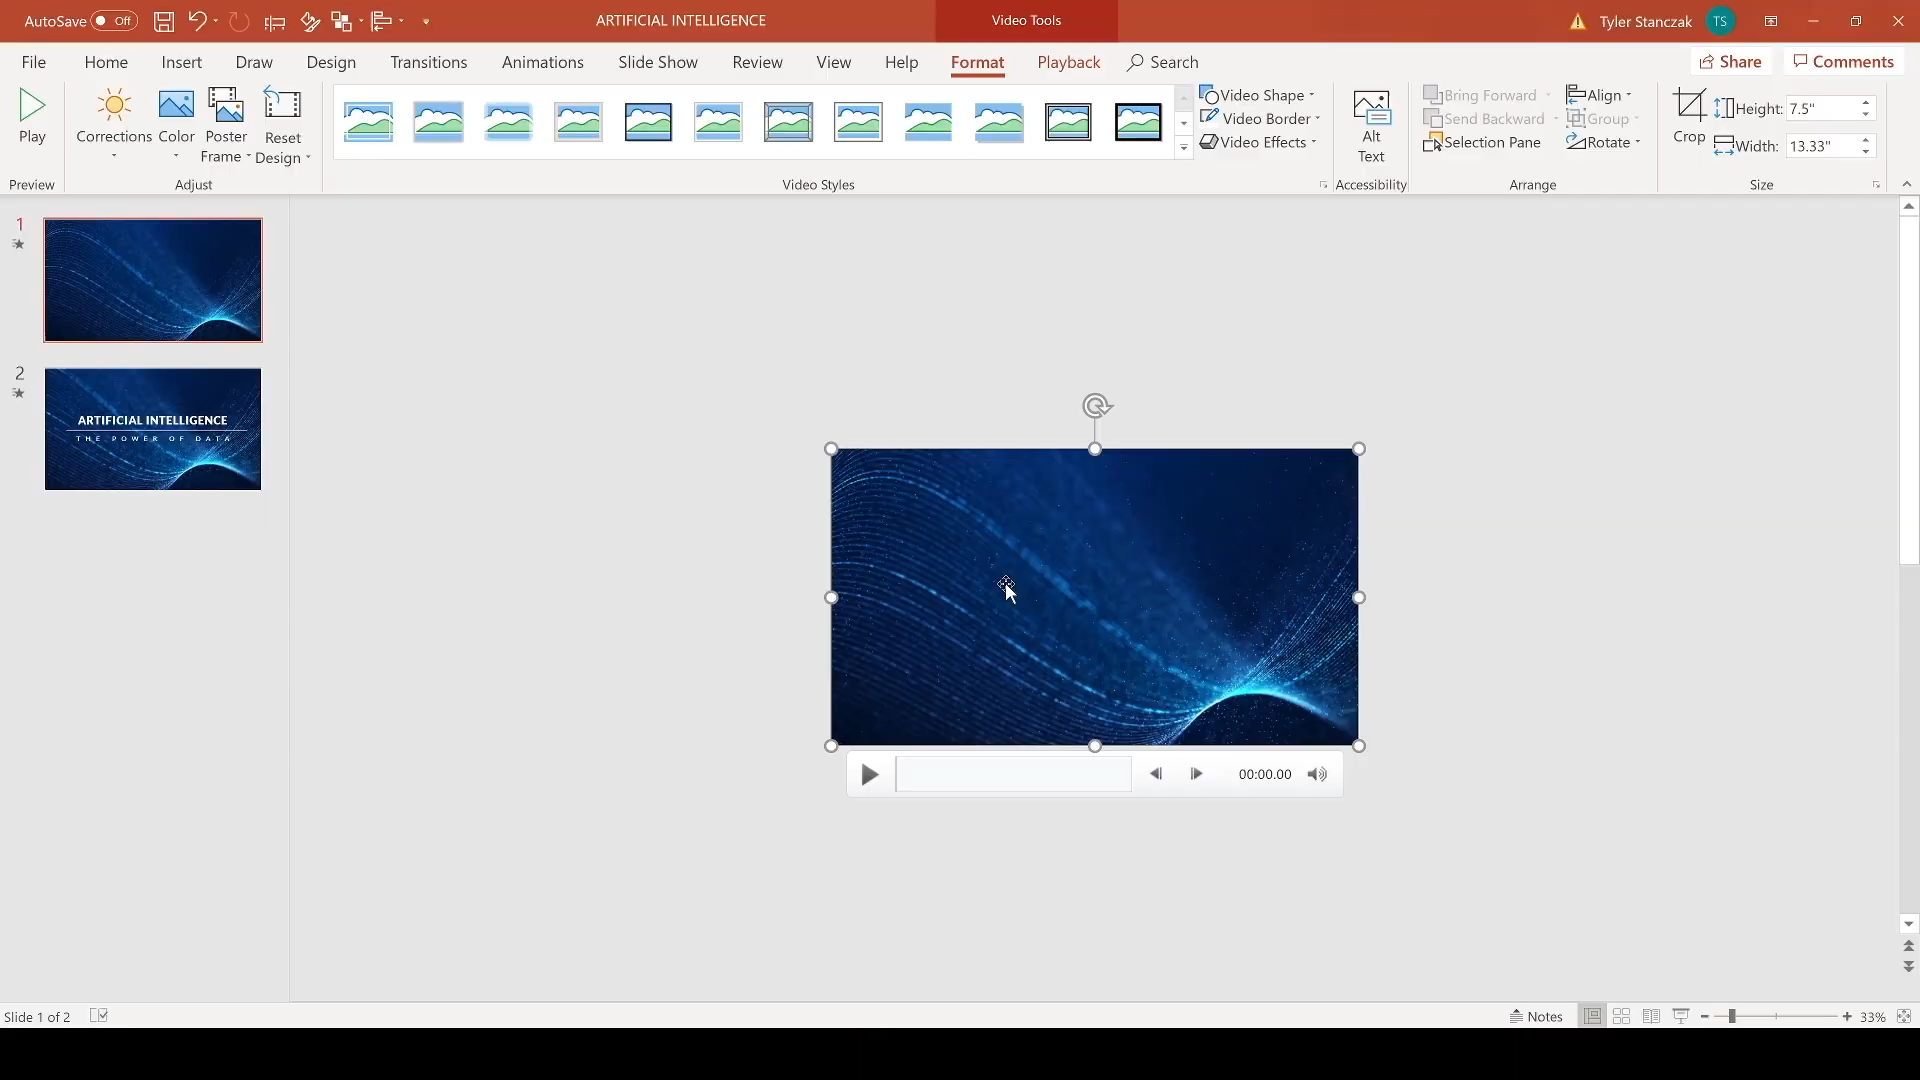 AutoSave Off
ARTIFICIAL INTELLIGENCE
Video Tools
Tyler Stanczak TS
File Home Insert Draw Design Transitions Animations Slide Show Review View Help Format Playback Search
Share Comments
Play
Corrections
Color
Poster
Frame
Reset
Design
Video Shape
Video Border
Video Effects
Alt
Text
Bring Forward
Send Backward
Selection Pane
Align
Group
Rotate
Crop
Height: 7.5"
Width: 13.33"
Preview Adjust Video Styles Accessibility Arrange Size
1
2
ARTIFICIAL INTELLIGENCE
THE POWER OF DATA
00:00.00
Slide 1 of 2
Notes
33%